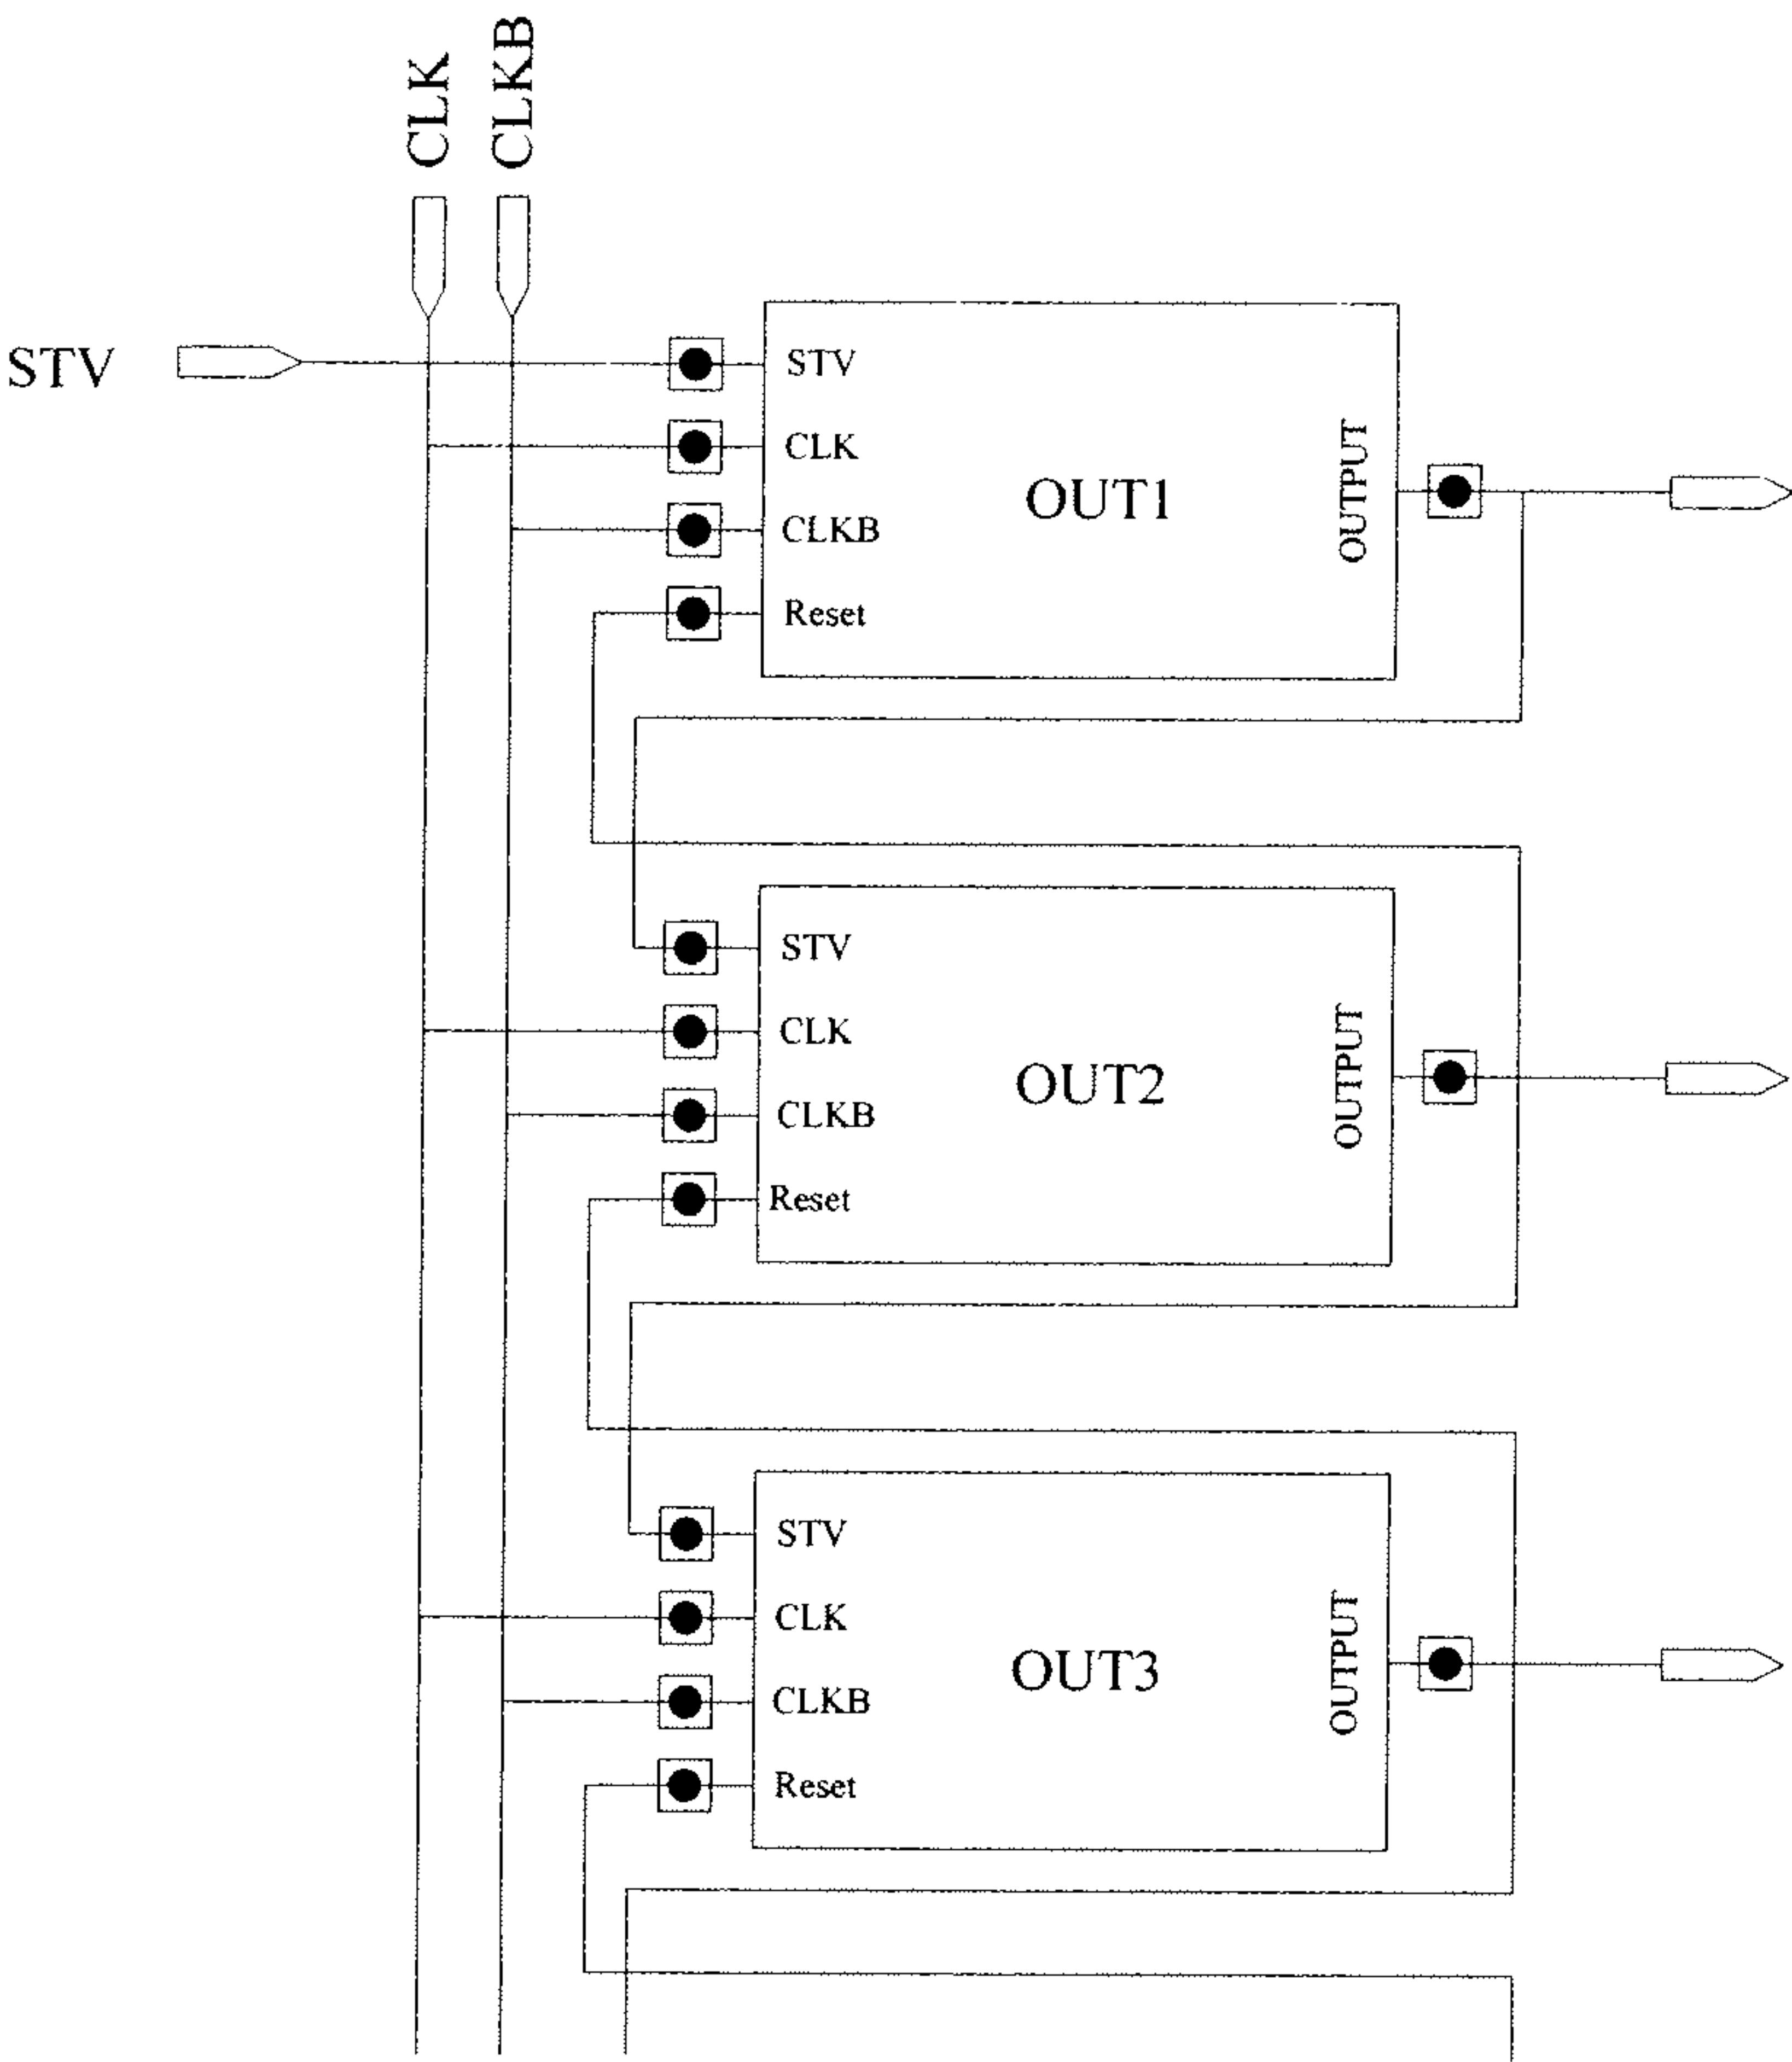 CLK
CLKB
STV
STV
CLK
CLKB
Reset
OUT1
OUTPUT
STV
CLK
CLKB
Reset
OUT2
OUTPUT
STV
CLK
CLKB
Reset
OUT3
OUTPUT